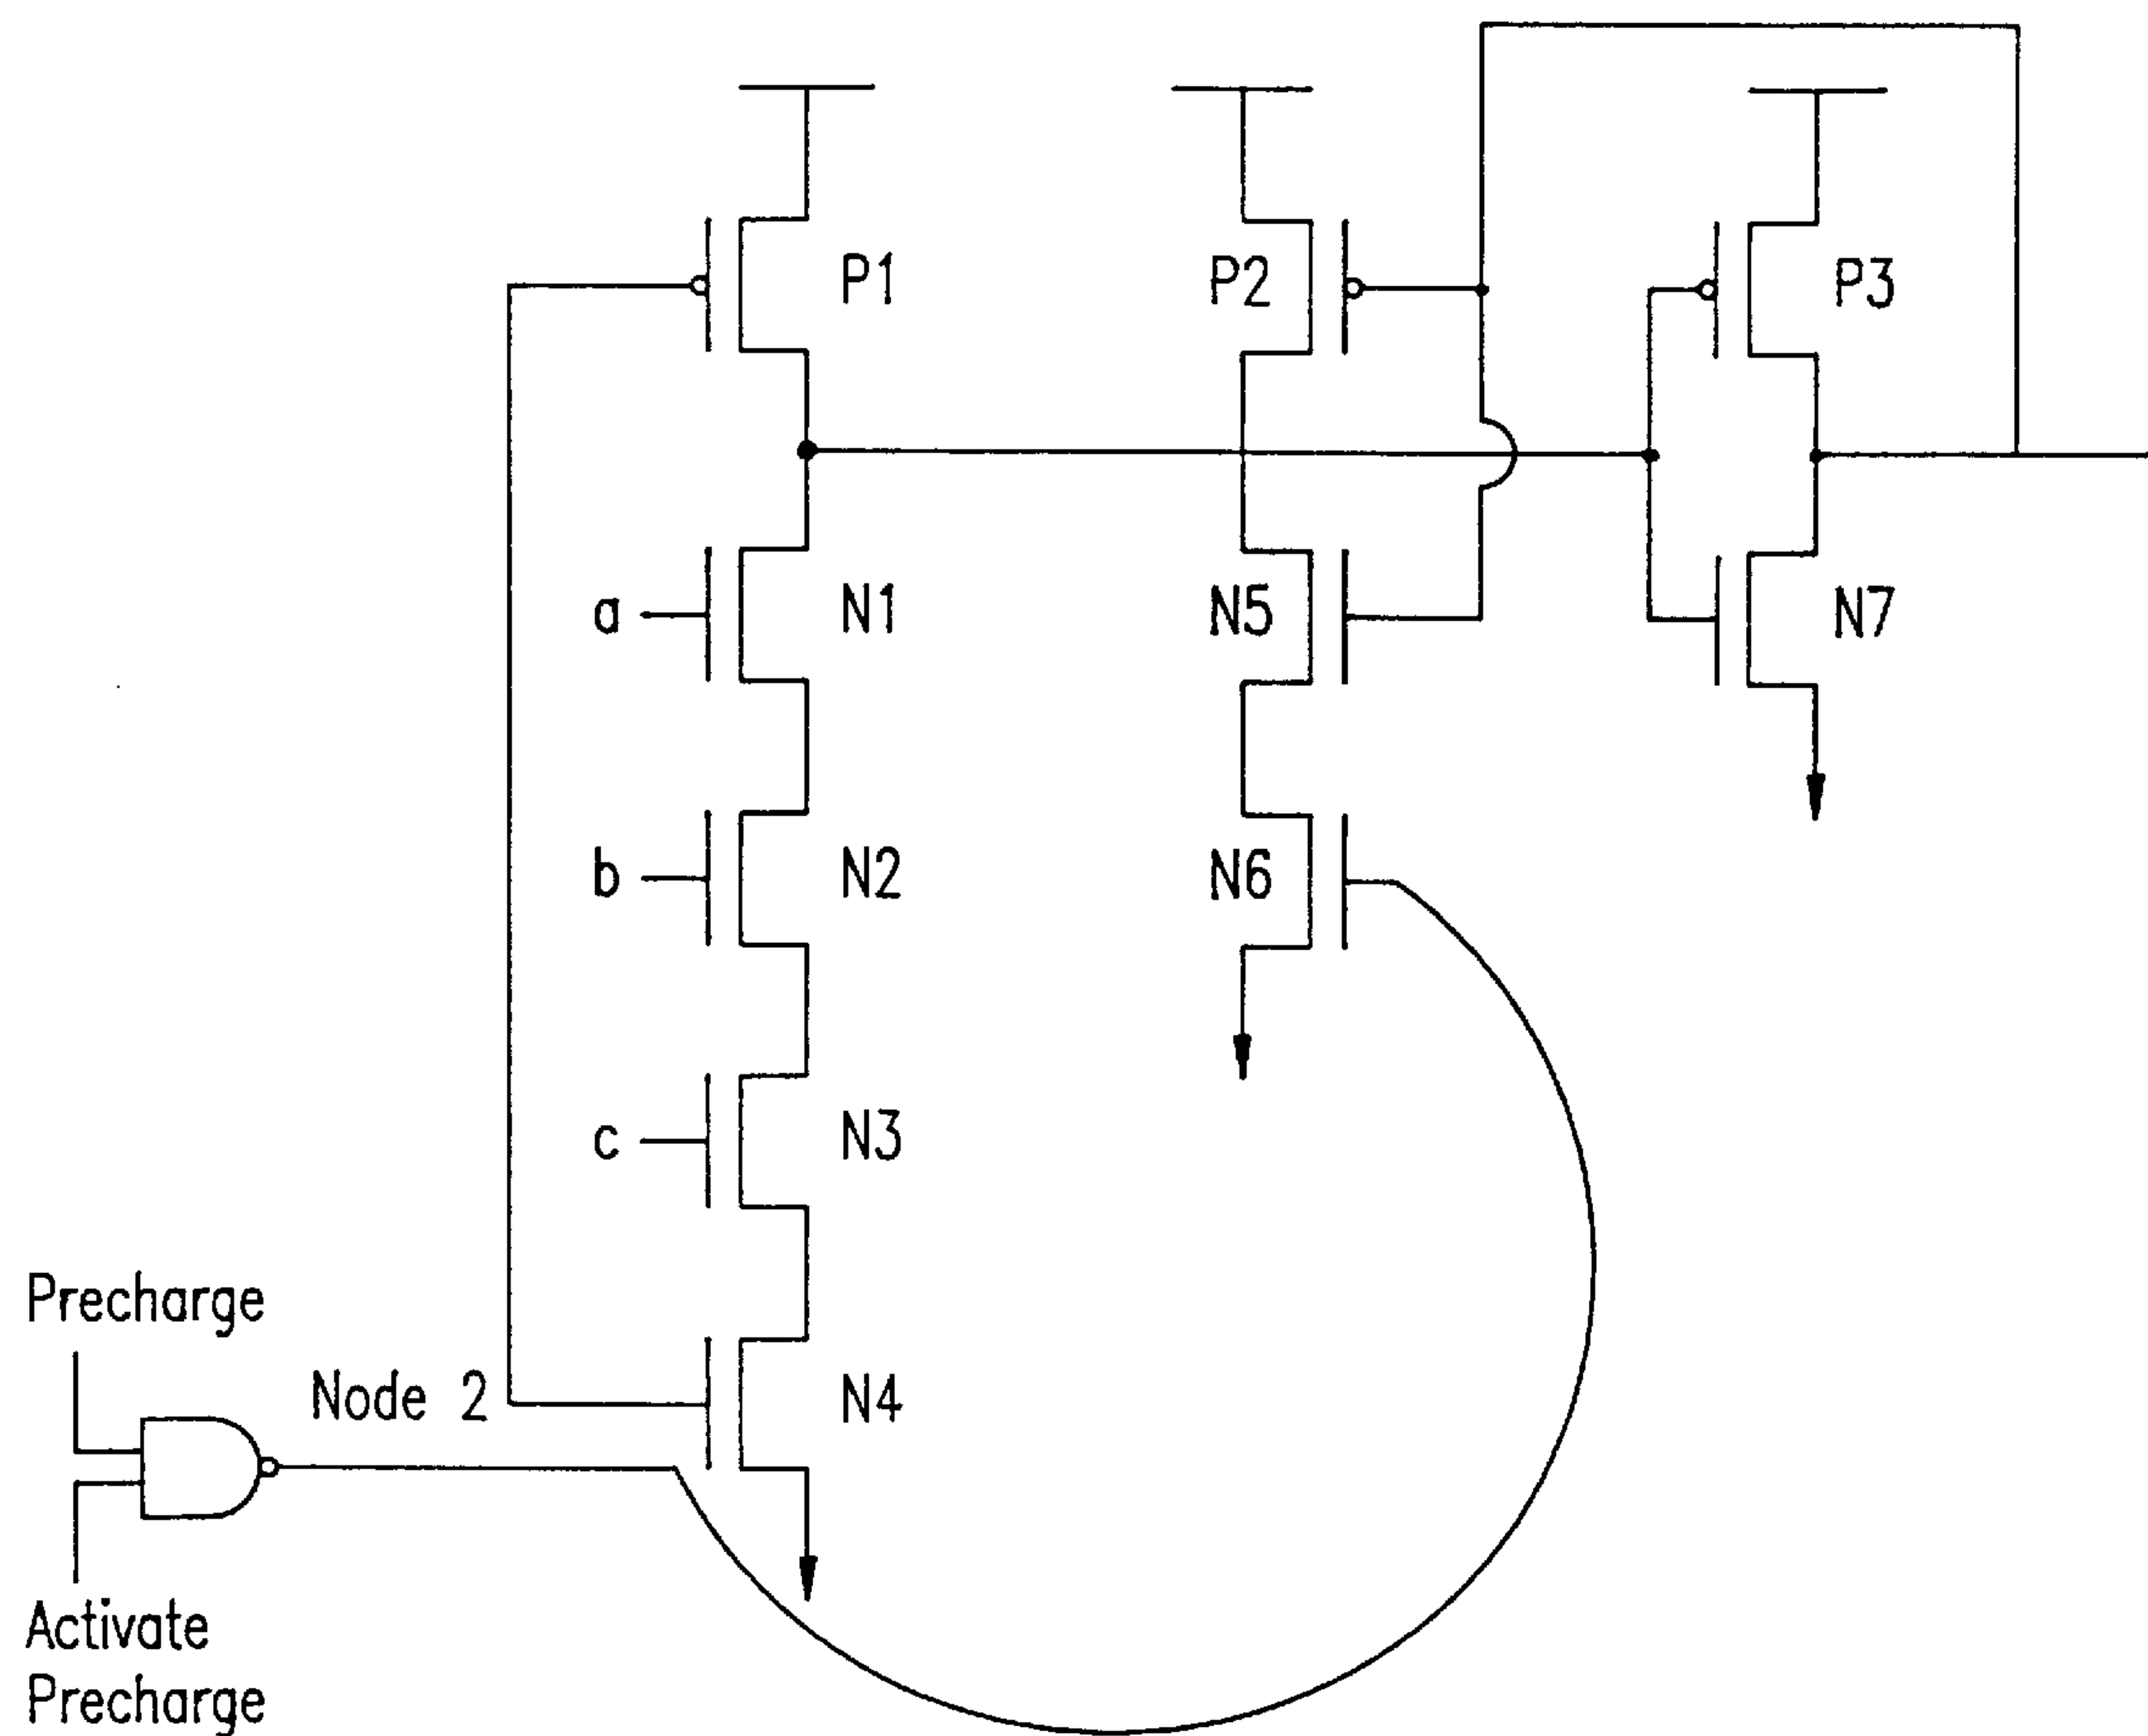 P1
P2
P3
a
N1
N5
N7
b
N2
N6
c
N3
Precharge
Node 2
N4
Activate
Precharge